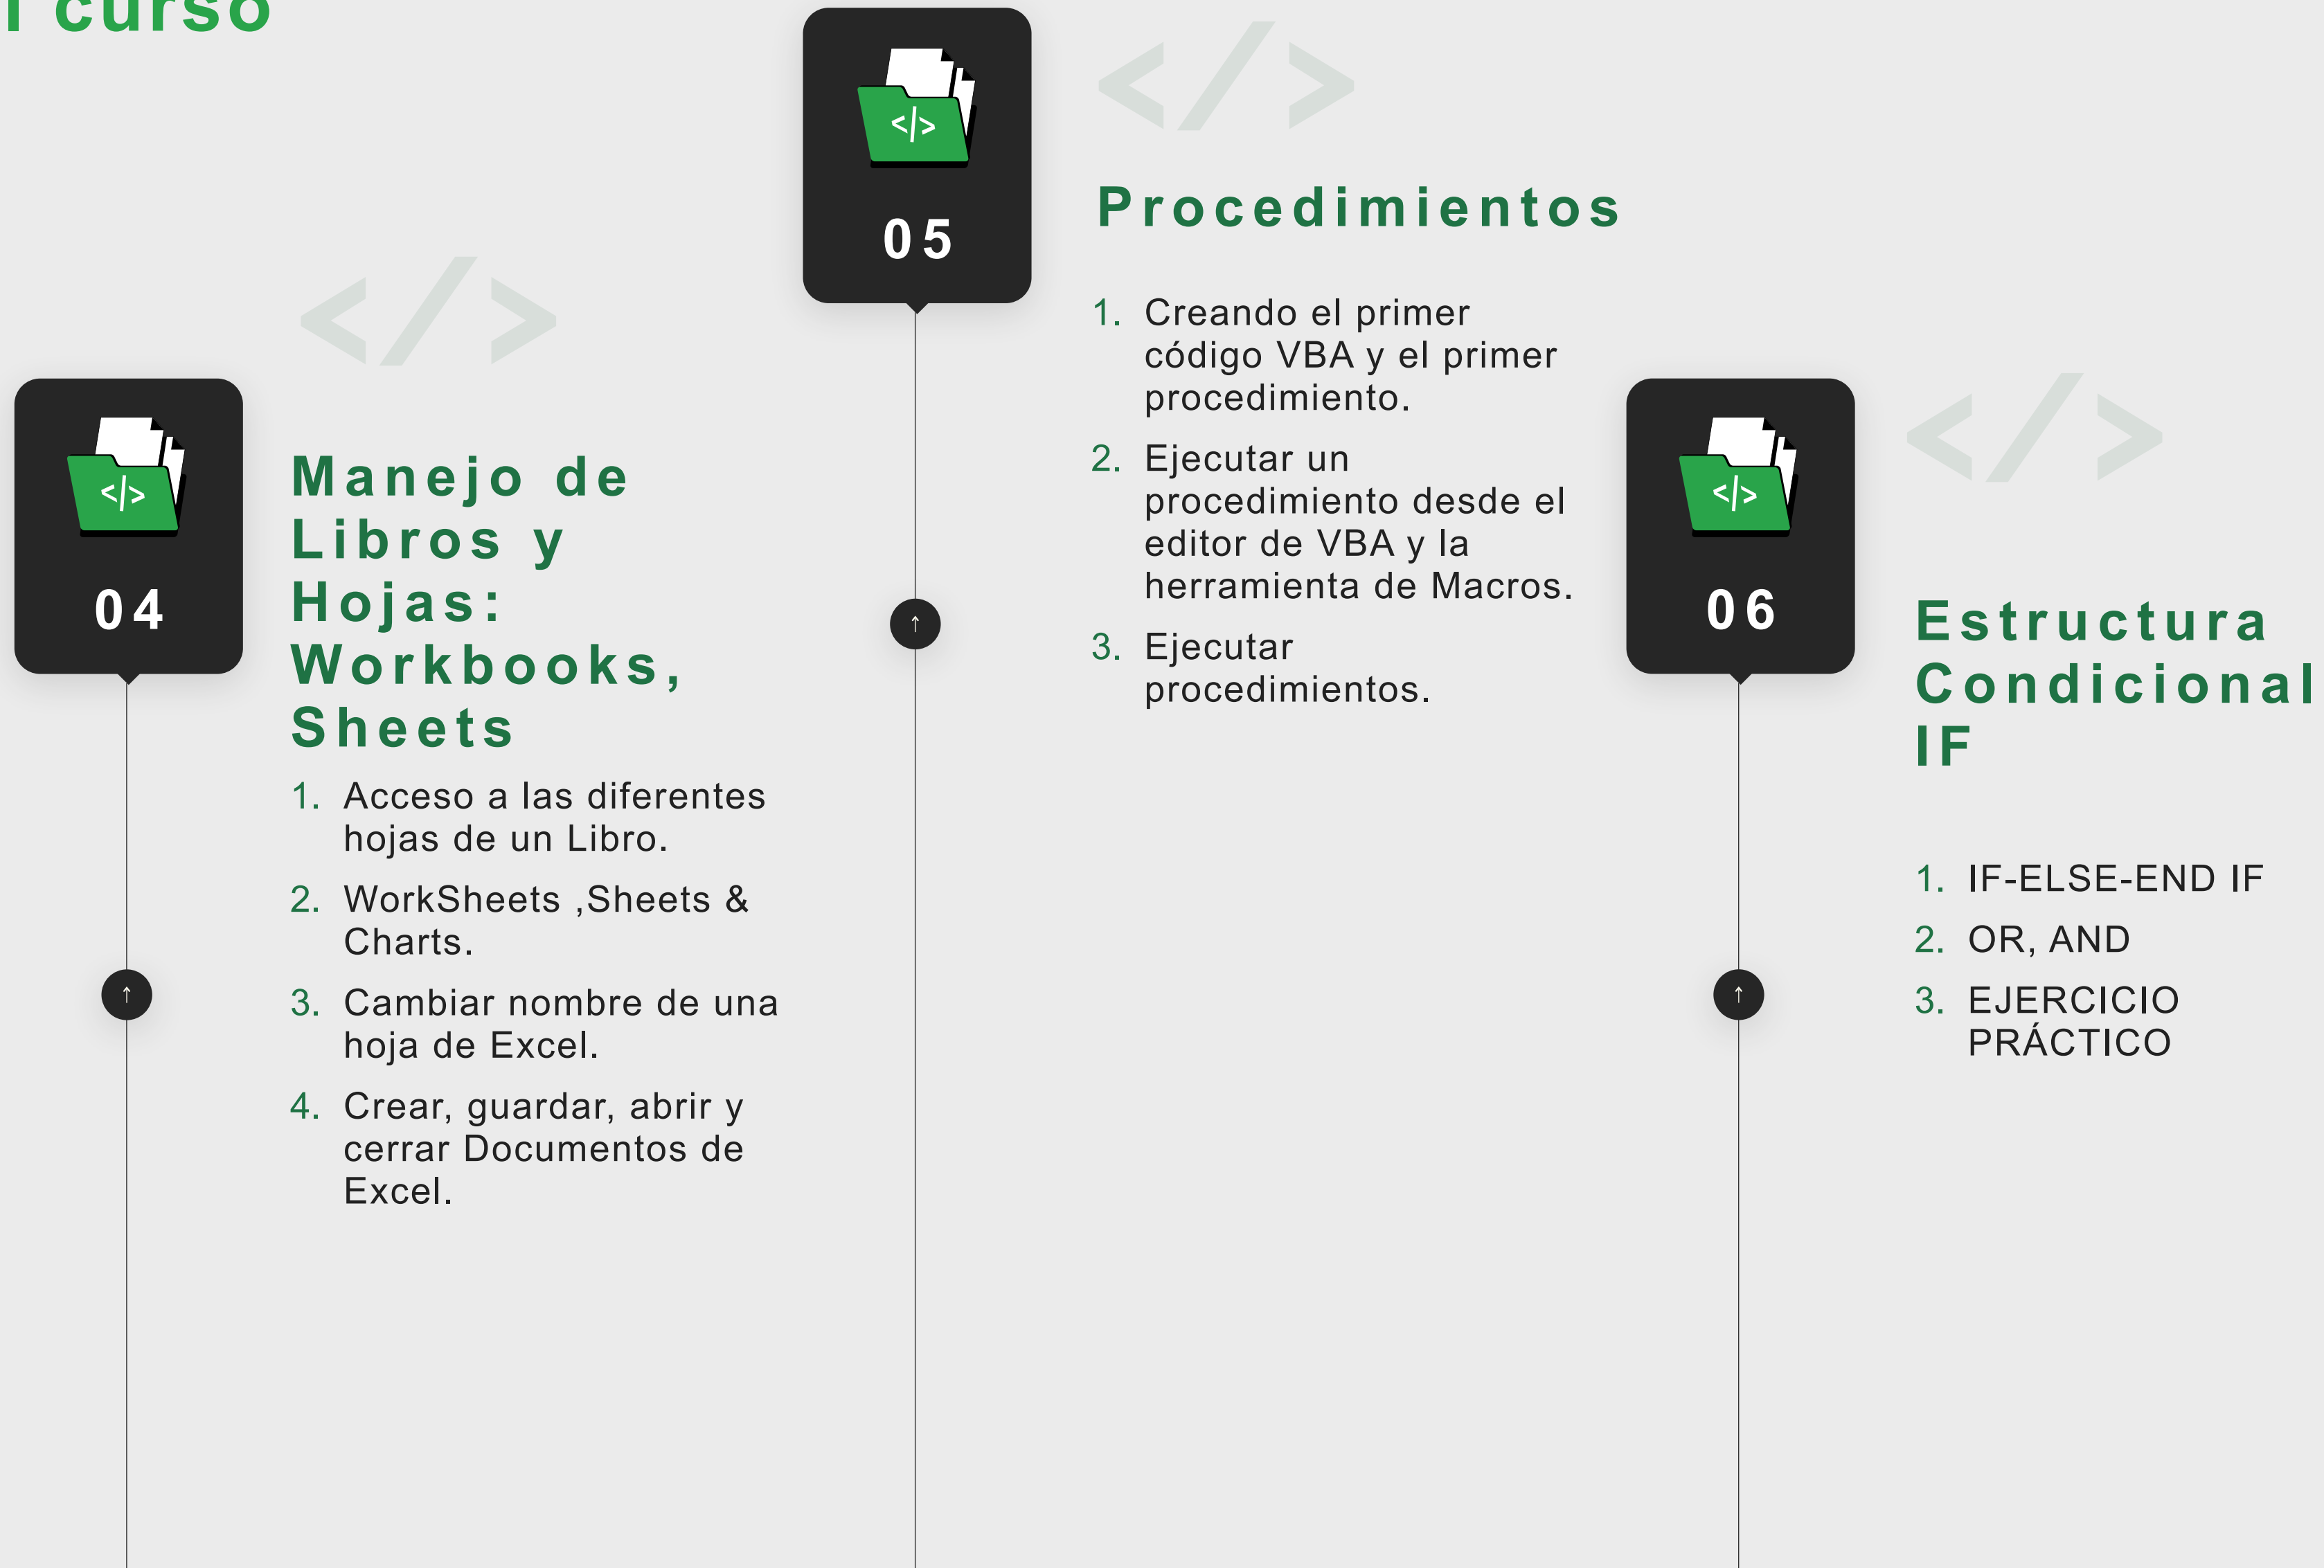 l curso
</>
</>
04
Manejo de
Libros y
Hojas:
Workbooks,
Sheets
1. Acceso a las diferentes
hojas de un Libro.
2. WorkSheets ,Sheets &
Charts.
3. Cambiar nombre de una
hoja de Excel.
4. Crear, guardar, abrir y
cerrar Documentos de
Excel.
↑
</>
05
</>
Procedimientos
1. Creando el primer
código VBA y el primer
procedimiento.
2. Ejecutar un
procedimiento desde el
editor de VBA y la
herramienta de Macros.
3. Ejecutar
procedimientos.
↑
</>
06
</>
Estructura
Condicional
IF
1. IF-ELSE-END IF
2. OR, AND
3. EJERCICIO
PRÁCTICO
↑